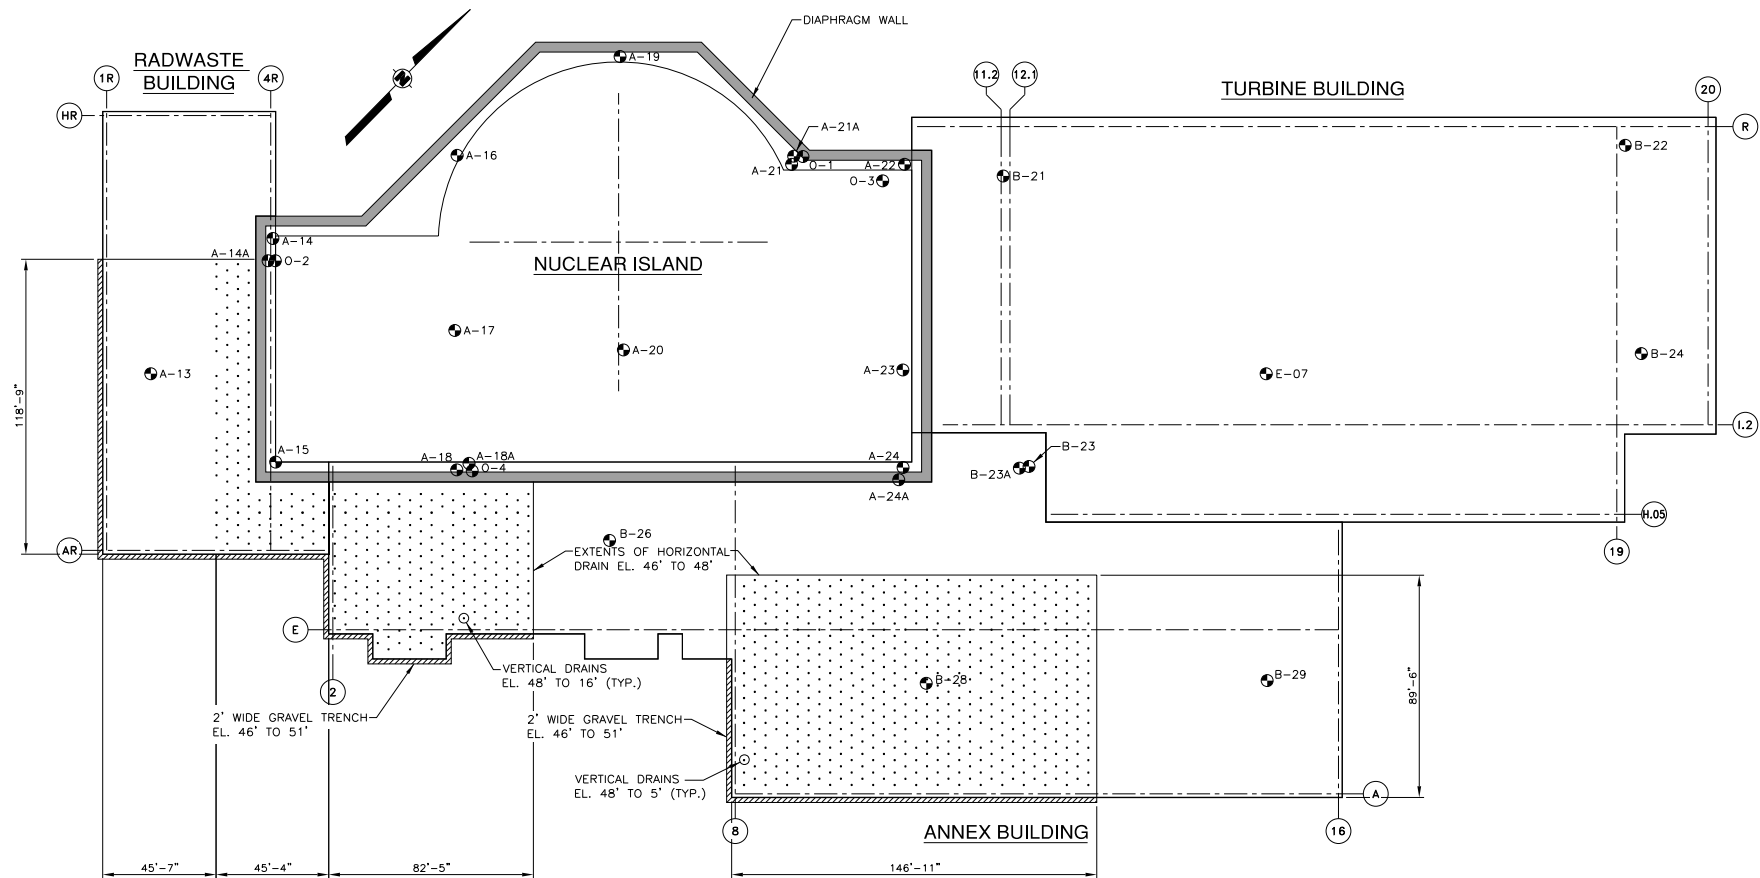 DIAPHRAGM WALL
RADWASTE
BUILDING
1R
4R
HR
N
A-19
11.2
12.1
TURBINE BUILDING
20
R
A-16
A-21A
A-21
O-1
A-22
O-3
B-21
B-22
A-14
A-14A
O-2
NUCLEAR ISLAND
A-17
A-20
A-23
E-07
B-24
118'-9"
A-13
I.2
A-15
A-18
A-18A
O-4
A-24
A-24A
B-23
B-23A
H.05
19
AR
B-26
EXTENTS OF HORIZONTAL
DRAIN EL. 46' TO 48'
E
VERTICAL DRAINS
EL. 48' TO 16' (TYP.)
2
B-28
B-29
89'-6"
2' WIDE GRAVEL TRENCH
EL. 46' TO 51'
2' WIDE GRAVEL TRENCH
EL. 46' TO 51'
VERTICAL DRAINS
EL. 48' TO 5' (TYP.)
A
8
ANNEX BUILDING
16
45'-7"
45'-4"
82'-5"
146'-11"